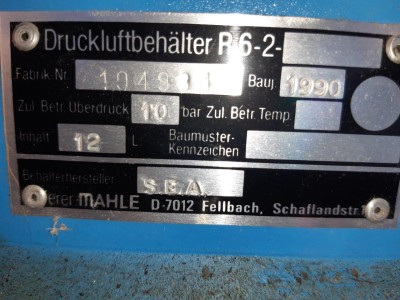 Druckluftbehälter R 6-2-
Fabrik-Nr. Bauj. 1990
Zul. Betr. Überdruck 10 bar Zul. Betr. Temp.
Inhalt 12 L. Baumuster-
Kennzeichen
Behälterhersteller S.E.A.
MAHLE D-7012 Fellbach, Schaflandstr.